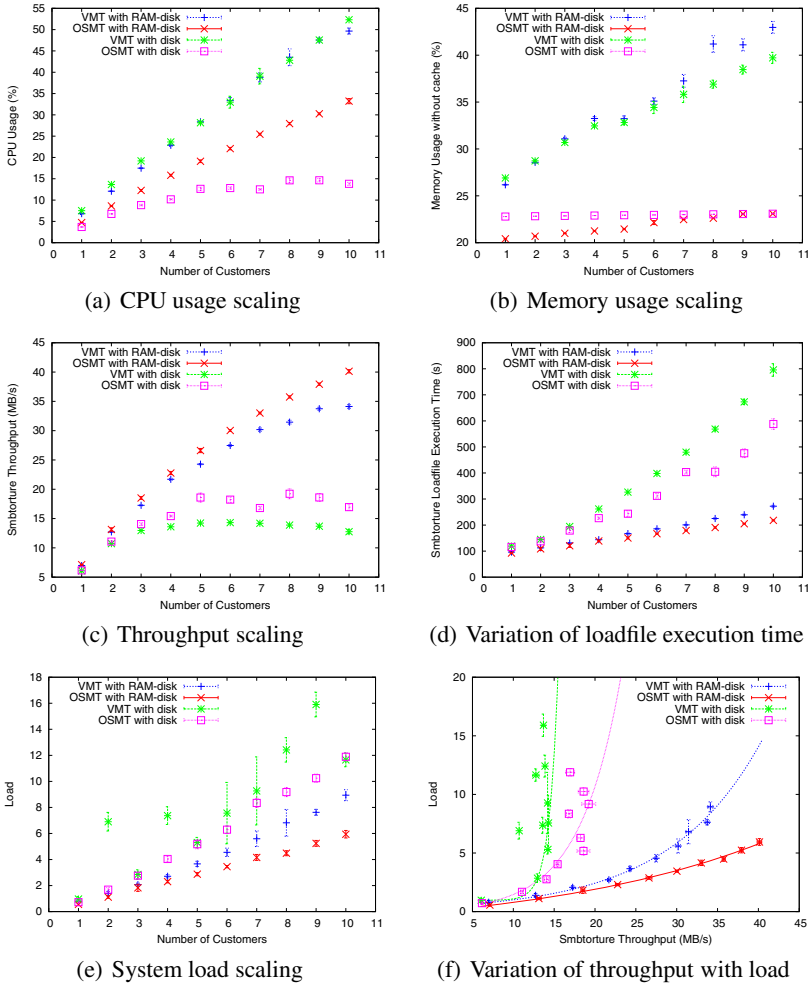 VMT with RAM-disk
OSMT with RAM-disk
VMT with disk
OSMT with disk
CPU Usage (%)
55
50
45
40
35
30
25
20
15
10
5
0
0 1 2 3 4 5 6 7 8 9 10 11
Number of Customers
(a) CPU usage scaling
VMT with RAM-disk
OSMT with RAM-disk
VMT with disk
OSMT with disk
Memory Usage without cache (%)
45
40
35
30
25
20
0 1 2 3 4 5 6 7 8 9 10 11
Number of Customers
(b) Memory usage scaling
VMT with RAM-disk
OSMT with RAM-disk
VMT with disk
OSMT with disk
Smbtorture Throughput (MB/s)
45
40
35
30
25
20
15
10
5
0 1 2 3 4 5 6 7 8 9 10 11
Number of Customers
(c) Throughput scaling
VMT with RAM-disk
OSMT with RAM-disk
VMT with disk
OSMT with disk
Smbtorture Loadfile Execution Time (s)
900
800
700
600
500
400
300
200
100
0
0 1 2 3 4 5 6 7 8 9 10 11
Number of Customers
(d) Variation of loadfile execution time
VMT with RAM-disk
OSMT with RAM-disk
VMT with disk
OSMT with disk
Load
18
16
14
12
10
8
6
4
2
0
0 1 2 3 4 5 6 7 8 9 10 11
Number of Customers
(e) System load scaling
VMT with RAM-disk
OSMT with RAM-disk
VMT with disk
OSMT with disk
Load
20
15
10
5
0
5 10 15 20 25 30 35 40 45
Smbtorture Throughput (MB/s)
(f) Variation of throughput with load